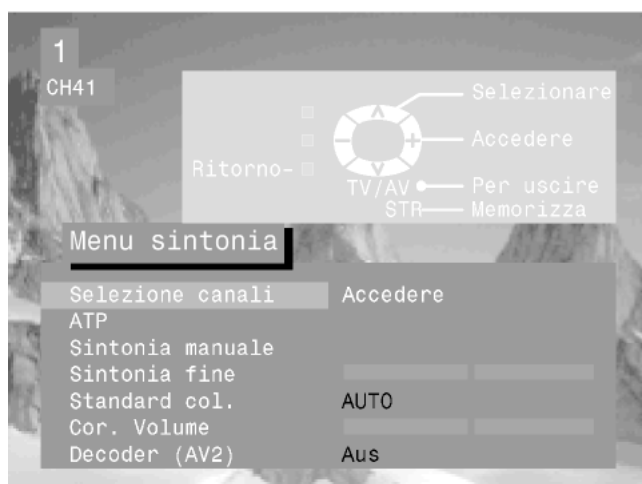 1
CH41
Selezionare
Accedere
Ritorno-
TV/AV Per uscire
STR Memorizza
Menu sintonia
Selezione canali Accedere
ATP
Sintonia manuale
Sintonia fine
Standard col. AUTO
Cor. Volume
Decoder (AV2) Aus